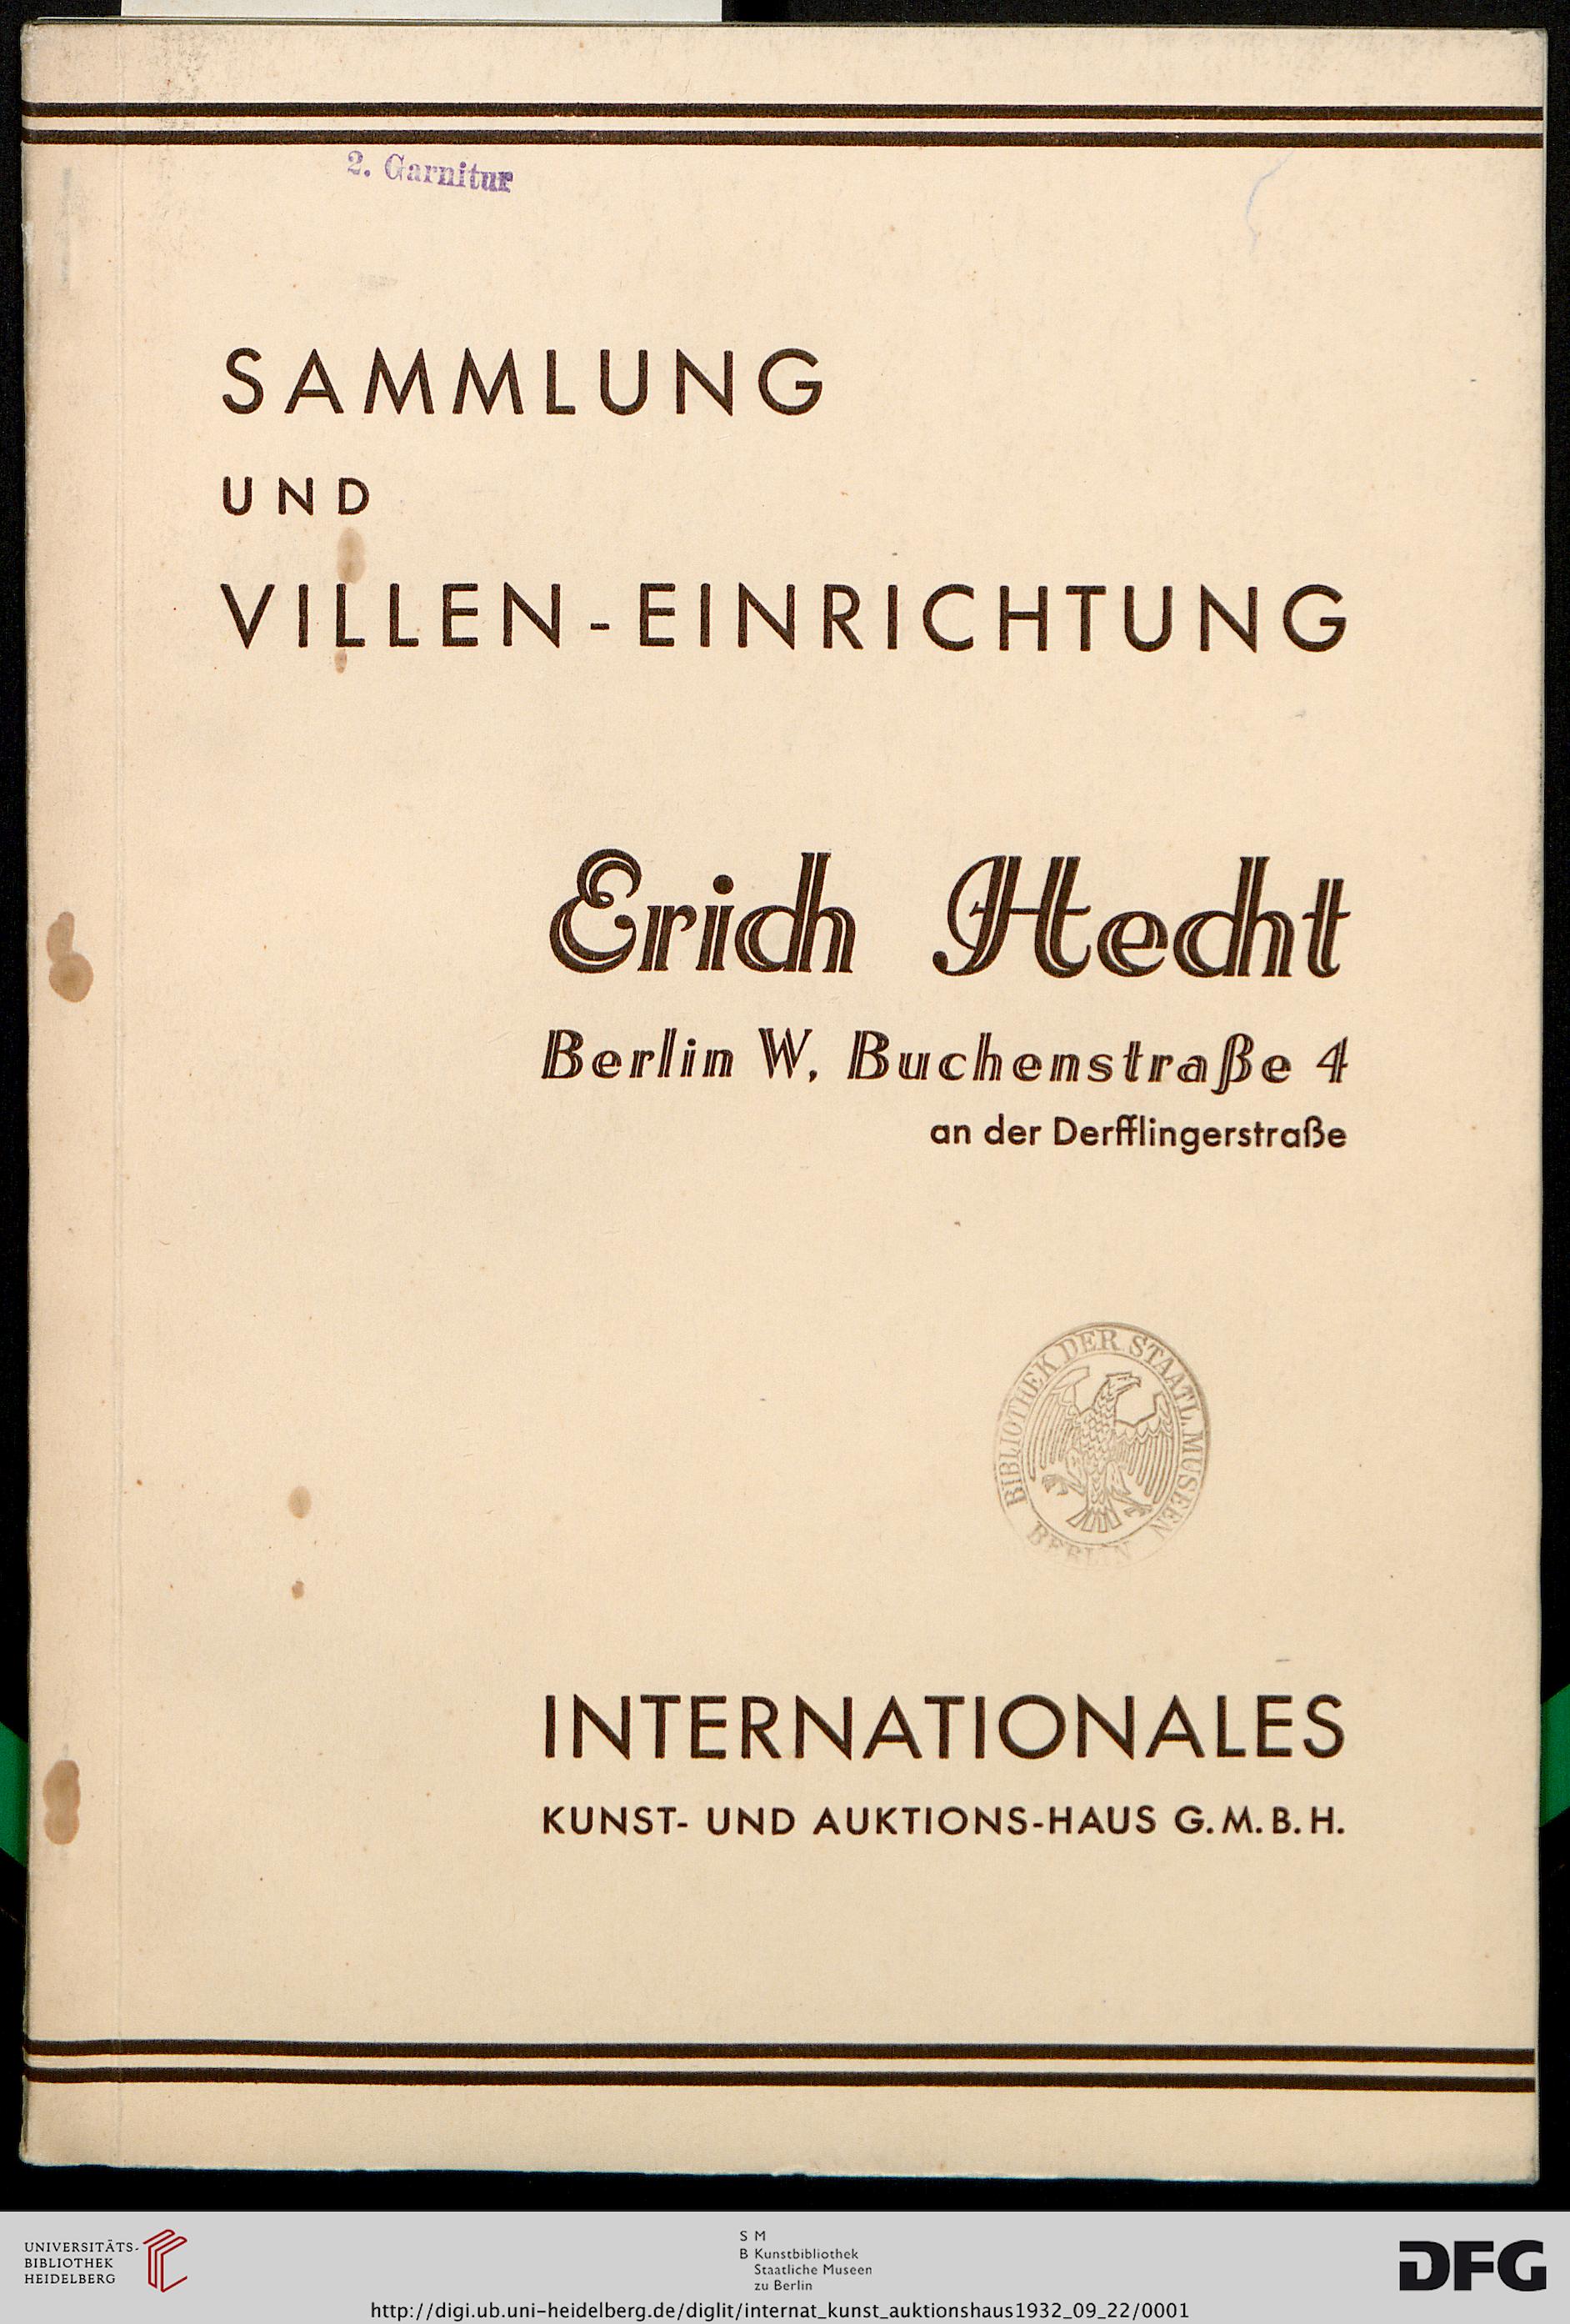 2. Garnitur
SAMMLUNG
UND
VILLEN-EINRICHTUNG
Erich Hecht
Berlin W, Buchenstraße 4
an der Derfflingerstraße
BIBLIOTHEK DER STAATL. MUSEEN
BERLIN
INTERNATIONALES
KUNST- UND AUKTIONS-HAUS G.M.B.H.
UNIVERSITÄTS-
BIBLIOTHEK
HEIDELBERG
S M
B Kunstbibliothek
Staatliche Museen
zu Berlin
DFG
http://digi.ub.uni-heidelberg.de/diglit/internat_kunst_auktionshaus1932_09_22/0001